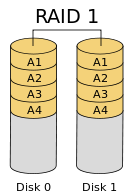 RAID 1
A1 A1
A2 A2
A3 A3
A4 A4
Disk 0 Disk 1